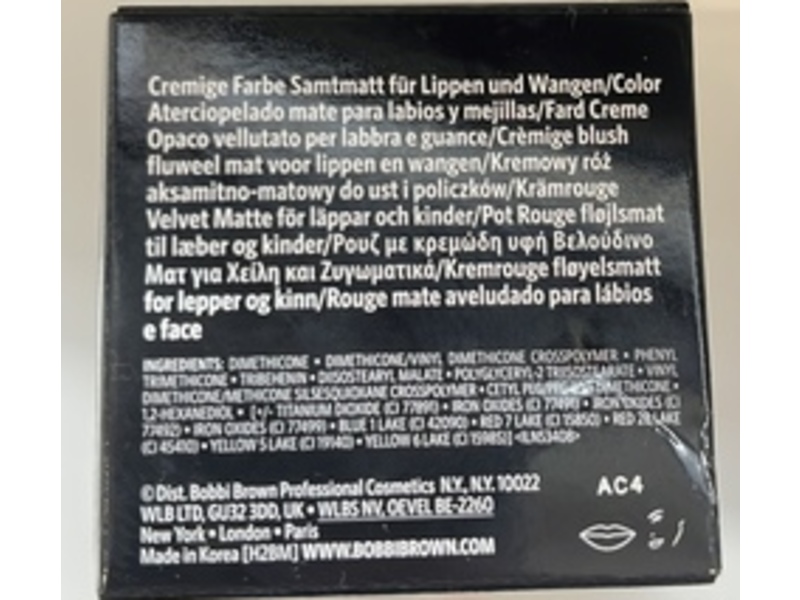 Cremige Farbe Samtmatt für Lippen und Wangen/Color
Aterciopelado mate para labios y mejillas/Fard Creme
Opaco vellutato per labbra e guance/Crèmige blush
fluweel mat voor lippen en wangen/Kremowy róż
aksamitno-matowy do ust i policzków/Krämrouge
Velvet Matte för läppar och kinder/Pot Rouge fløjlsmat
til læber og kinder/Ρουζ με κρεμώδη υφή Βελούδινο
Ματ για Χείλη και Ζυγωματικά/Kremrouge fløyelsmatt
for lepper og kinn/Rouge mate aveludado para lábios
e face
INGREDIENTS: DIMETHICONE • DIMETHICONE/VINYL DIMETHICONE CROSSPOLYMER • PHENYL
TRIMETHICONE • TRIBEHENIN • DIISOSTEARYL MALATE • POLYGLYCERYL-2 TRIISOSTEARATE • VINYL
DIMETHICONE/METHICONE SILSESQUIOXANE CROSSPOLYMER • CETYL DIMETHICONE •
1,2-HEXANEDIOL • [+/- TITANIUM DIOXIDE (CI 77891) • IRON OXIDES (CI 77491) • IRON OXIDES (CI
77492) • IRON OXIDES (CI 77499) • BLUE 1 LAKE (CI 42090) • RED 7 LAKE (CI 15850) • RED 28 LAKE
(CI 45410) • YELLOW 5 LAKE (CI 19140) • YELLOW 6 LAKE (CI 15985)] <ILN53408>
© Dist. Bobbi Brown Professional Cosmetics N.Y., N.Y. 10022
WLB LTD, GU32 3DD, UK • WLBS NV, OEVEL BE-2260
New York • London • Paris
Made in Korea [H2BM] WWW.BOBBIBROWN.COM
AC4